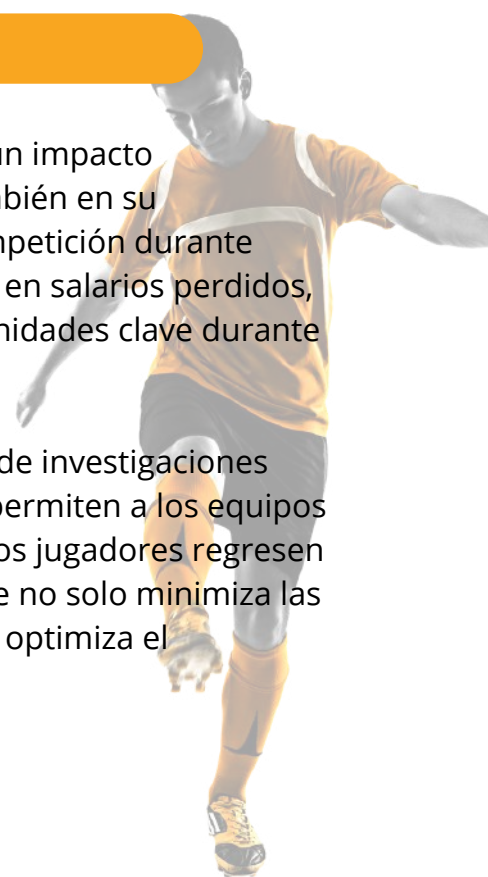 un impacto
mbién en su
mpetición durante
en salarios perdidos,
nidades clave durante
de investigaciones
permiten a los equipos
os jugadores regresen
e no solo minimiza las
optimiza el